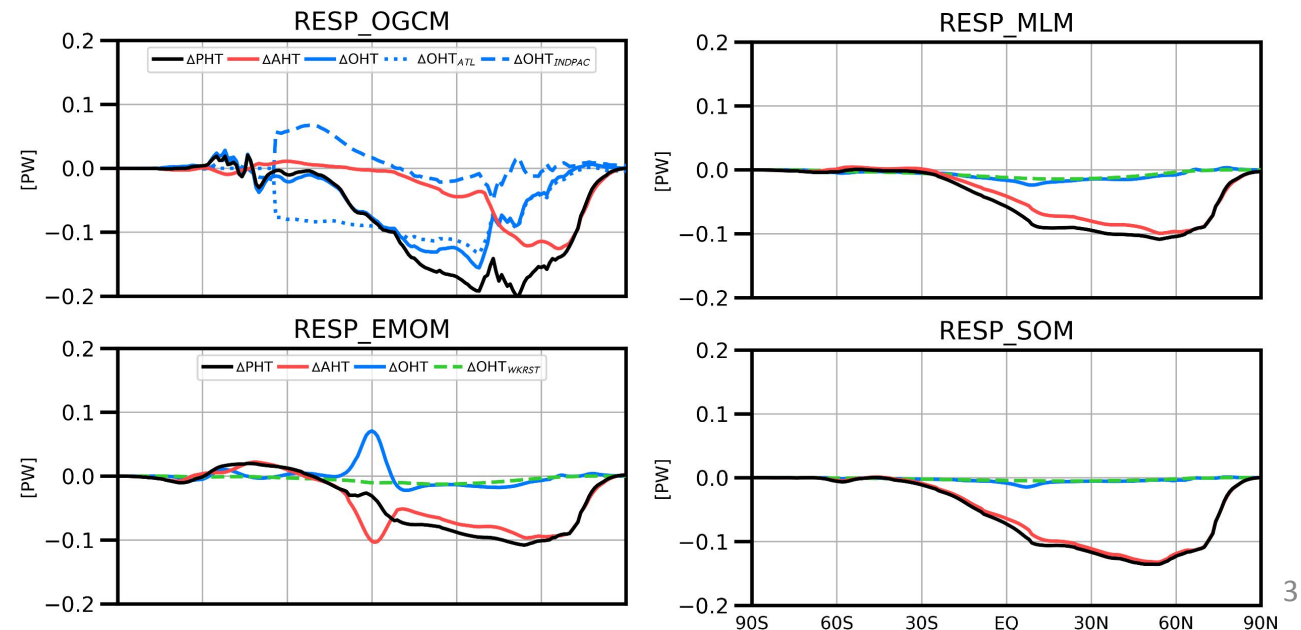 RESP_OGCM
0.2
0.1
0.0
−0.1
−0.2
[PW]
ΔPHT ΔAHT ΔOHT ΔOHT_ATL ΔOHT_INDPAC
RESP_MLM
0.2
0.1
0.0
−0.1
−0.2
[PW]
RESP_EMOM
0.2
0.1
0.0
−0.1
−0.2
[PW]
ΔPHT ΔAHT ΔOHT ΔOHT_WKRST
RESP_SOM
0.2
0.1
0.0
−0.1
−0.2
[PW]
90S 60S 30S EQ 30N 60N 90N
3